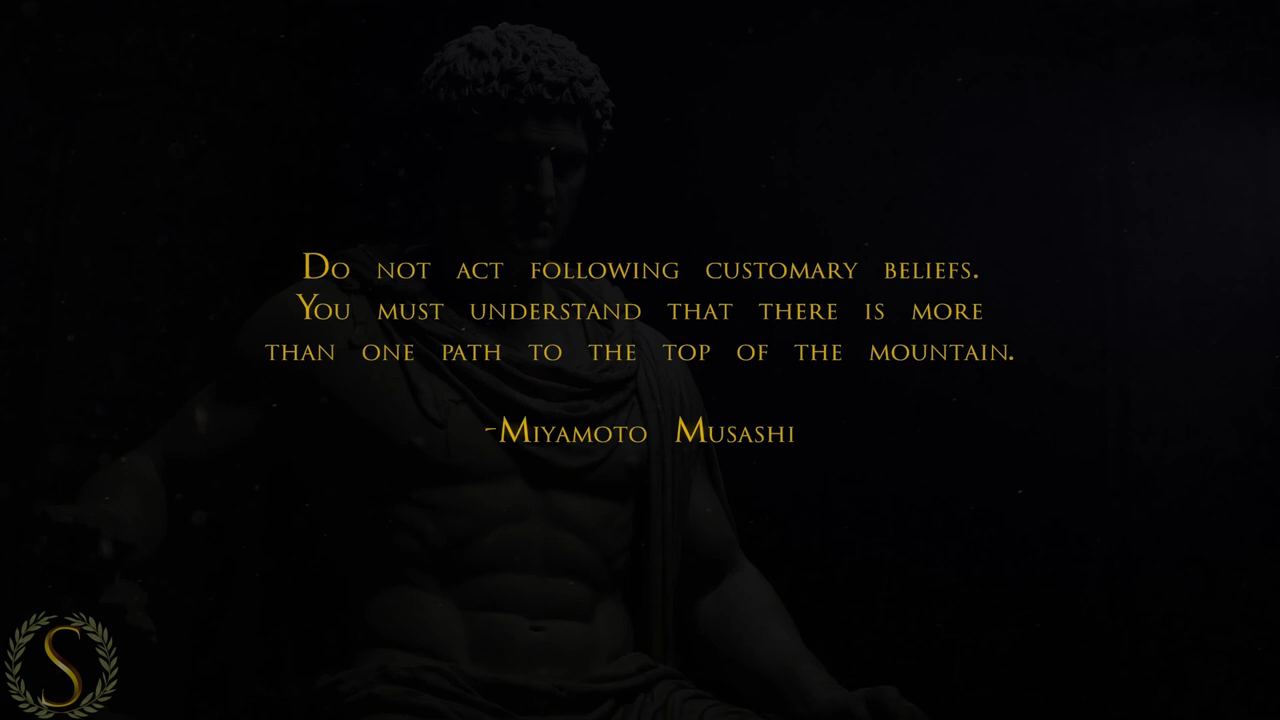 Do not act following customary beliefs.
You must understand that there is more
than one path to the top of the mountain.
-Miyamoto Musashi
S